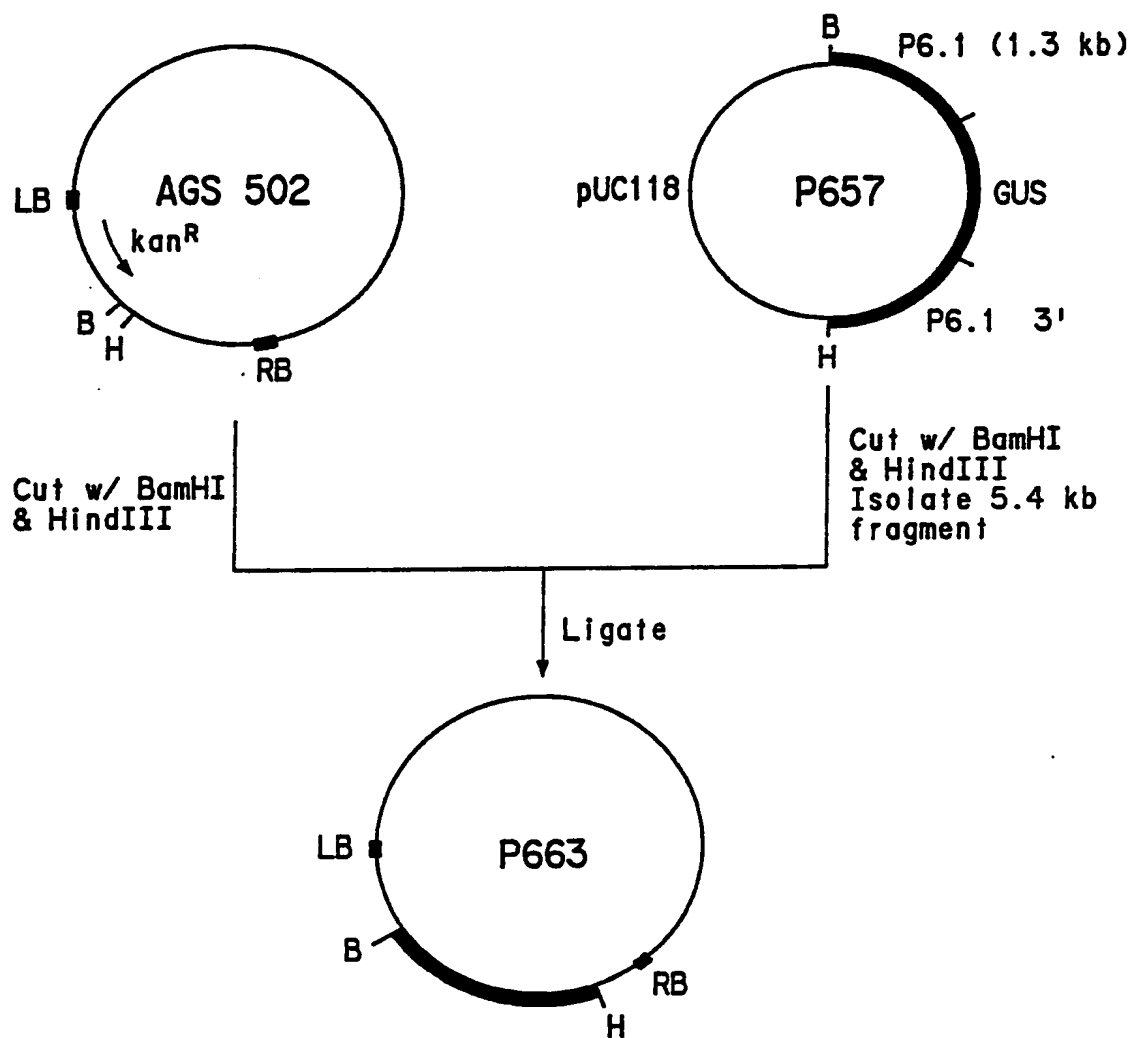 B
P6.1 (1.3 kb)
LB
AGS 502
kanR
B
H
RB
pUC118
P657
GUS
P6.1 3'
H
Cut w/ BamHI
& HindIII
Cut w/ BamHI
& HindIII
Isolate 5.4 kb
fragment
Ligate
LB
P663
B
RB
H